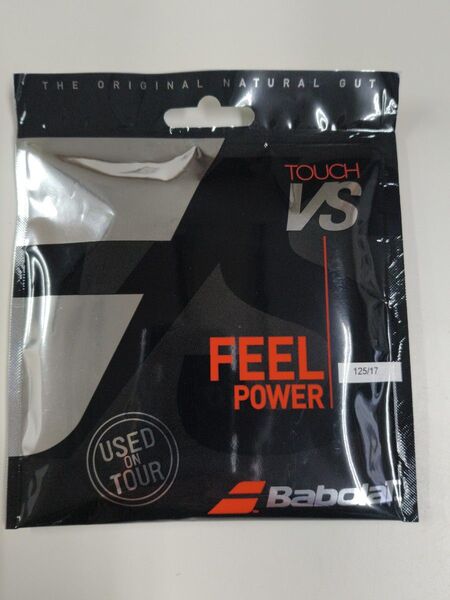 THE ORIGINAL NATURAL GUT
TOUCH
VS
FEEL
POWER
125/17
USED
ON
TOUR
Babolat